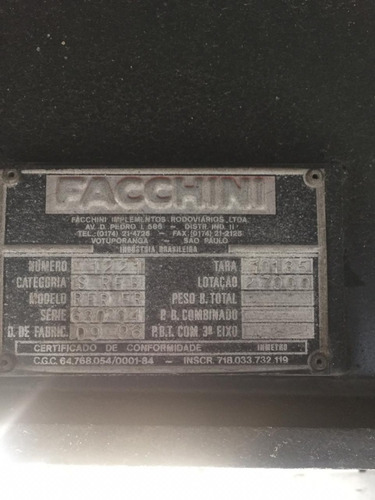 FACCHINI
FACCHINI IMPLEMENTOS RODOVIÁRIOS LTDA.
AV. D. PEDRO I, 586 - DISTR. IND. II
TEL.: (0174) 21-4726 - FAX (0174) 21-2125
VOTUPORANGA - SÃO PAULO
INDÚSTRIA BRASILEIRA
NÚMERO TARA
CATEGORIA LOTAÇÃO 27000
MODELO PESO B. TOTAL
SÉRIE P. B. COMBINADO
D. DE FABRIC. P.B.T. COM 3º EIXO
CERTIFICADO DE CONFORMIDADE INMETRO
C.G.C. 64.768.054/0001-84 - INSCR. 718.033.732.119